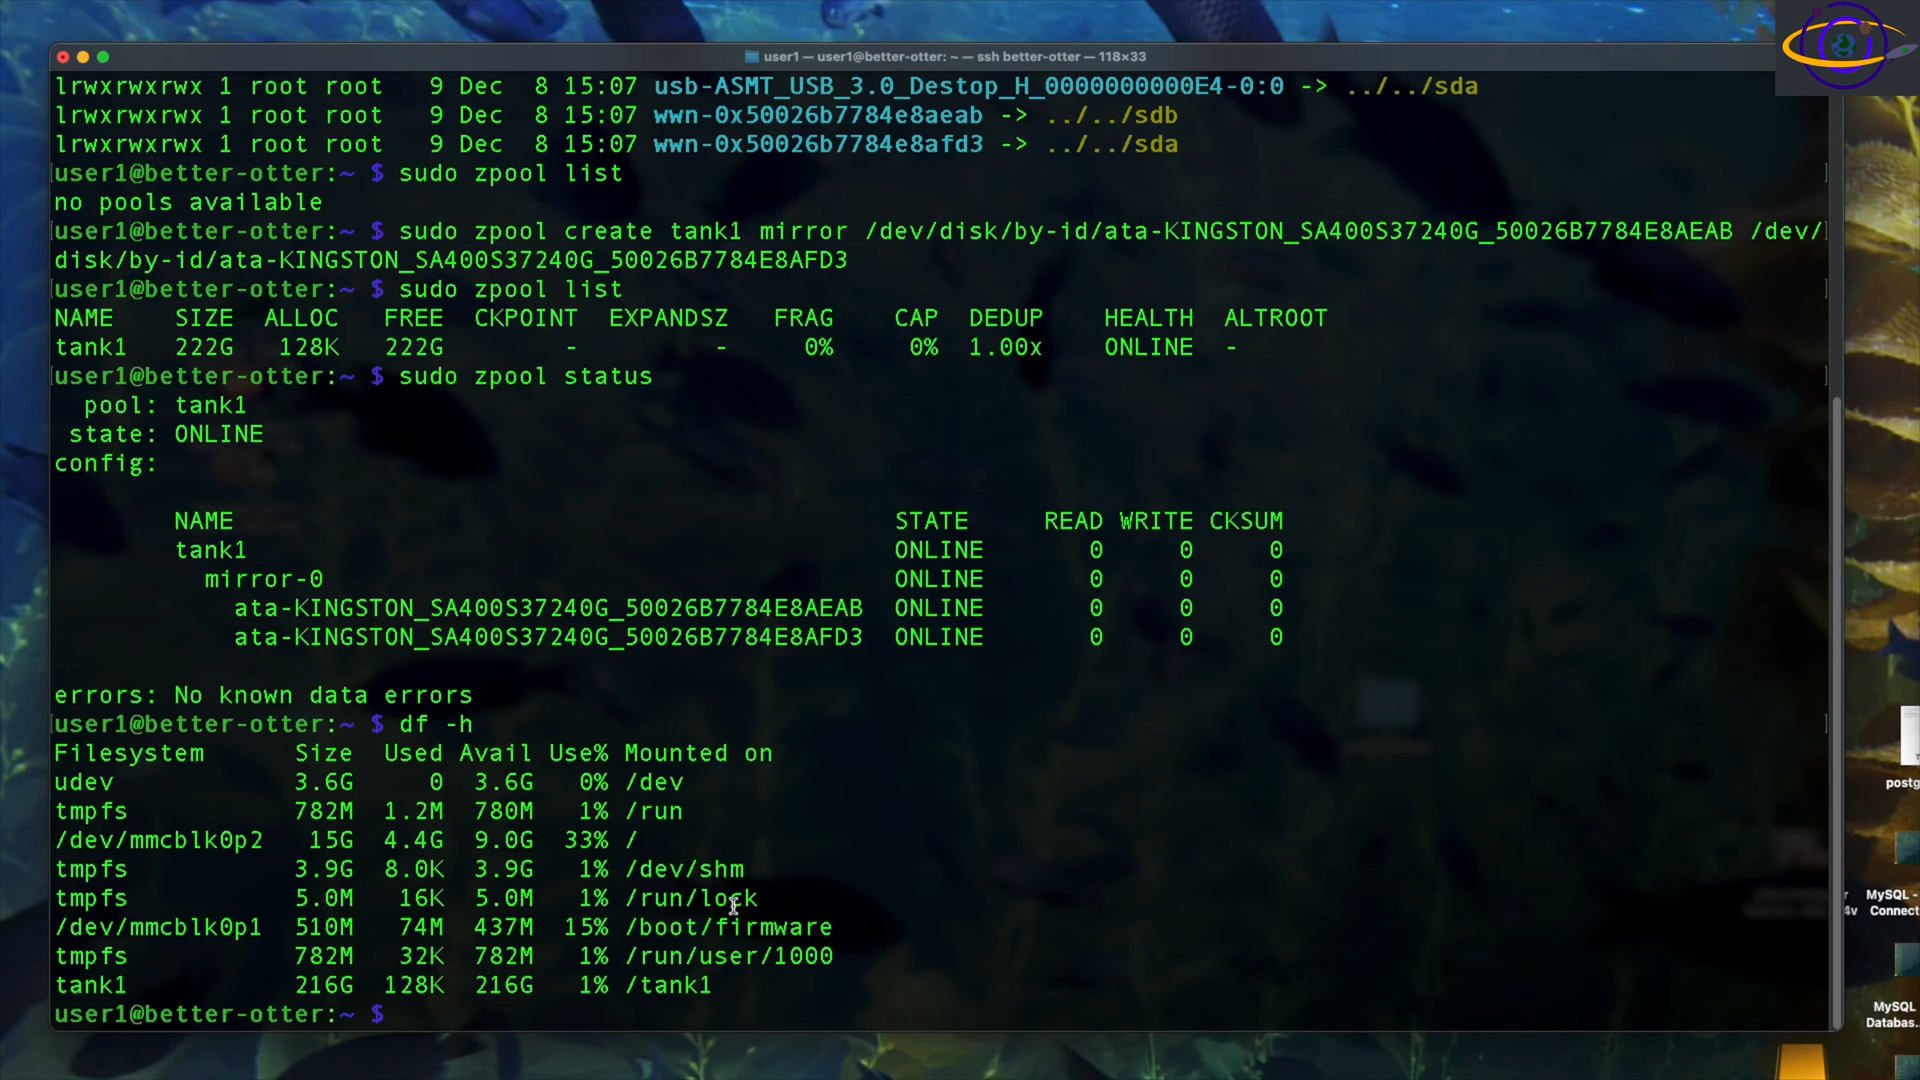 user1 — user1@better-otter: ~ — ssh better-otter — 118×33
lrwxrwxrwx 1 root root   9 Dec  8 15:07 usb-ASMT_USB_3.0_Destop_H_0000000000E4-0:0 -> ../../sda
lrwxrwxrwx 1 root root   9 Dec  8 15:07 wwn-0x50026b7784e8aeab -> ../../sdb
lrwxrwxrwx 1 root root   9 Dec  8 15:07 wwn-0x50026b7784e8afd3 -> ../../sda
[user1@better-otter:~ $ sudo zpool list ]
no pools available
[user1@better-otter:~ $ sudo zpool create tank1 mirror /dev/disk/by-id/ata-KINGSTON_SA400S37240G_50026B7784E8AEAB /dev/]
disk/by-id/ata-KINGSTON_SA400S37240G_50026B7784E8AFD3
[user1@better-otter:~ $ sudo zpool list ]
NAME    SIZE  ALLOC   FREE  CKPOINT  EXPANDSZ   FRAG    CAP  DEDUP    HEALTH  ALTROOT
tank1   222G   128K   222G        -         -     0%     0%  1.00x    ONLINE  -
[user1@better-otter:~ $ sudo zpool status ]
  pool: tank1
 state: ONLINE
config:
        NAME                                            STATE     READ WRITE CKSUM
        tank1                                           ONLINE       0     0     0
          mirror-0                                      ONLINE       0     0     0
            ata-KINGSTON_SA400S37240G_50026B7784E8AEAB  ONLINE       0     0     0
            ata-KINGSTON_SA400S37240G_50026B7784E8AFD3  ONLINE       0     0     0
errors: No known data errors
[user1@better-otter:~ $ df -h ]
Filesystem      Size  Used Avail Use% Mounted on
udev            3.6G     0  3.6G   0% /dev
tmpfs           782M  1.2M  780M   1% /run
/dev/mmcblk0p2   15G  4.4G  9.0G  33% /
tmpfs           3.9G  8.0K  3.9G   1% /dev/shm
tmpfs           5.0M   16K  5.0M   1% /run/lock
/dev/mmcblk0p1  510M   74M  437M  15% /boot/firmware
tmpfs           782M   32K  782M   1% /run/user/1000
tank1           216G  128K  216G   1% /tank1
user1@better-otter:~ $
postg
MySQL -
Connect
4v
MySQL
Databas...